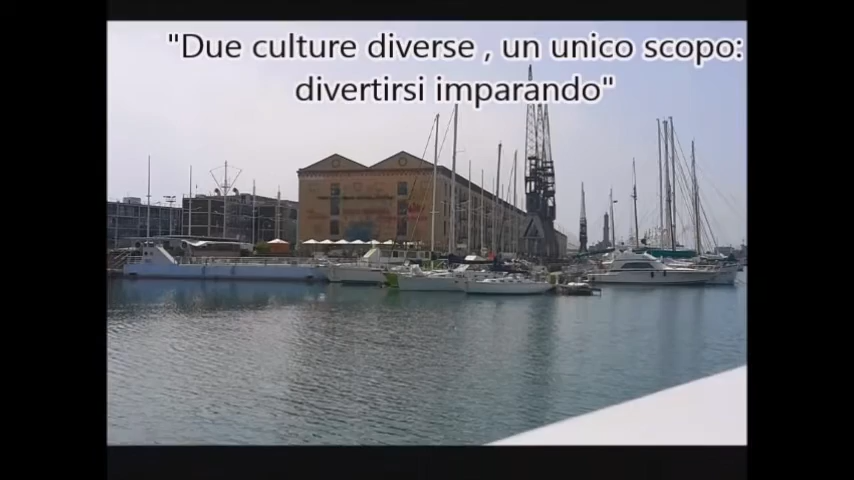 "Due culture diverse , un unico scopo:
divertirsi imparando"